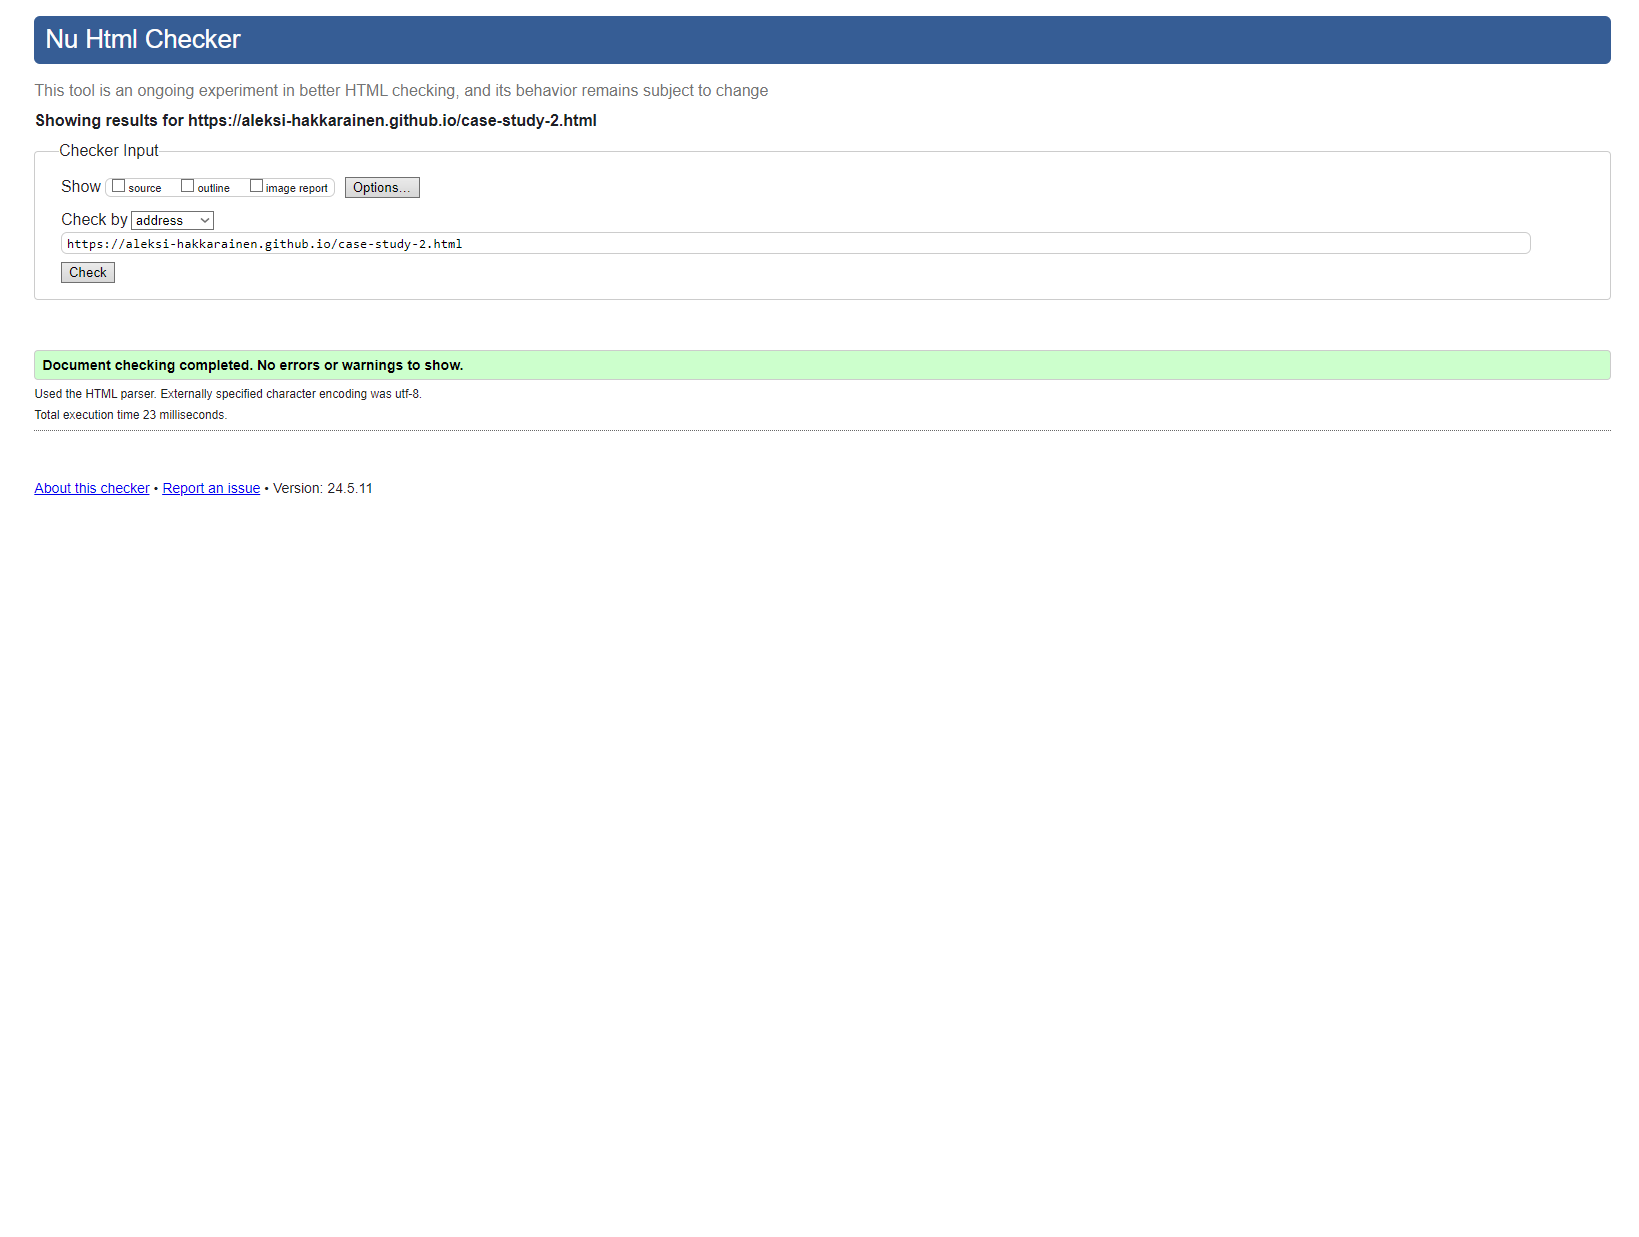 Nu Html Checker
This tool is an ongoing experiment in better HTML checking, and its behavior remains subject to change
Showing results for https://aleksi-hakkarainen.github.io/case-study-2.html
Checker Input
Show source outline image report Options...
Check by address
https://aleksi-hakkarainen.github.io/case-study-2.html
Check
Document checking completed. No errors or warnings to show.
Used the HTML parser. Externally specified character encoding was utf-8.
Total execution time 23 milliseconds.
About this checker • Report an issue • Version: 24.5.11